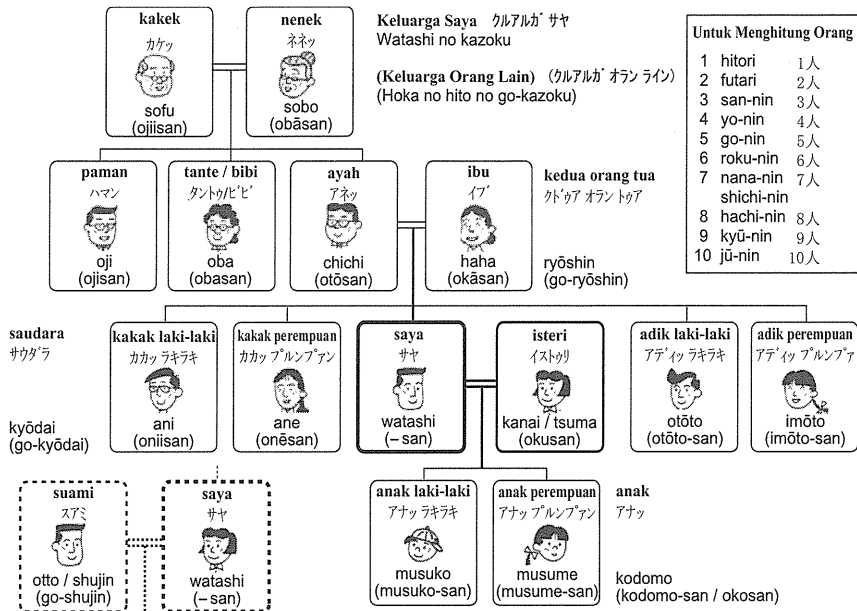 kakek
カケッ
sofu
(ojiisan)
nenek
ネネッ
sobo
(obāsan)
Keluarga Saya クルアルガ サヤ
Watashi no kazoku
(Keluarga Orang Lain) (クルアルガ オラン ライン)
(Hoka no hito no go-kazoku)
Untuk Menghitung Orang
1 hitori 1人
2 futari 2人
3 san-nin 3人
4 yo-nin 4人
5 go-nin 5人
6 roku-nin 6人
7 nana-nin 7人
shichi-nin
8 hachi-nin 8人
9 kyū-nin 9人
10 jū-nin 10人
paman
ハマン
oji
(ojisan)
tante / bibi
タントゥ/ビビ
oba
(obasan)
ayah
アネッ
chichi
(otōsan)
ibu
イブ
haha
(okāsan)
kedua orang tua
クドゥア オラン トゥア
ryōshin
(go-ryōshin)
saudara
サウダラ
kyōdai
(go-kyōdai)
kakak laki-laki
カカッ ラキラキ
ani
(oniisan)
kakak perempuan
カカッ プルンプァン
ane
(onēsan)
saya
サヤ
watashi
(–san)
isteri
イストゥリ
kanai / tsuma
(okusan)
adik laki-laki
アディッ ラキラキ
otōto
(otōto-san)
adik perempuan
アディッ プルンプァ
imōto
(imōto-san)
suami
スアミ
otto / shujin
(go-shujin)
saya
サヤ
watashi
(–san)
anak laki-laki
アナッ ラキラキ
musuko
(musuko-san)
anak perempuan
アナッ プルンプァン
musume
(musume-san)
anak
アナッ
kodomo
(kodomo-san / okosan)